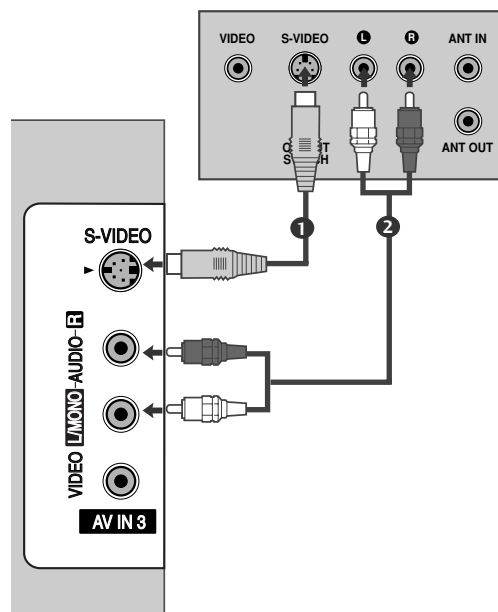 VIDEO S-VIDEO L R ANT IN
ANT OUT
1
2
S-VIDEO
VIDEO L/MONO-AUDIO-R
AV IN 3